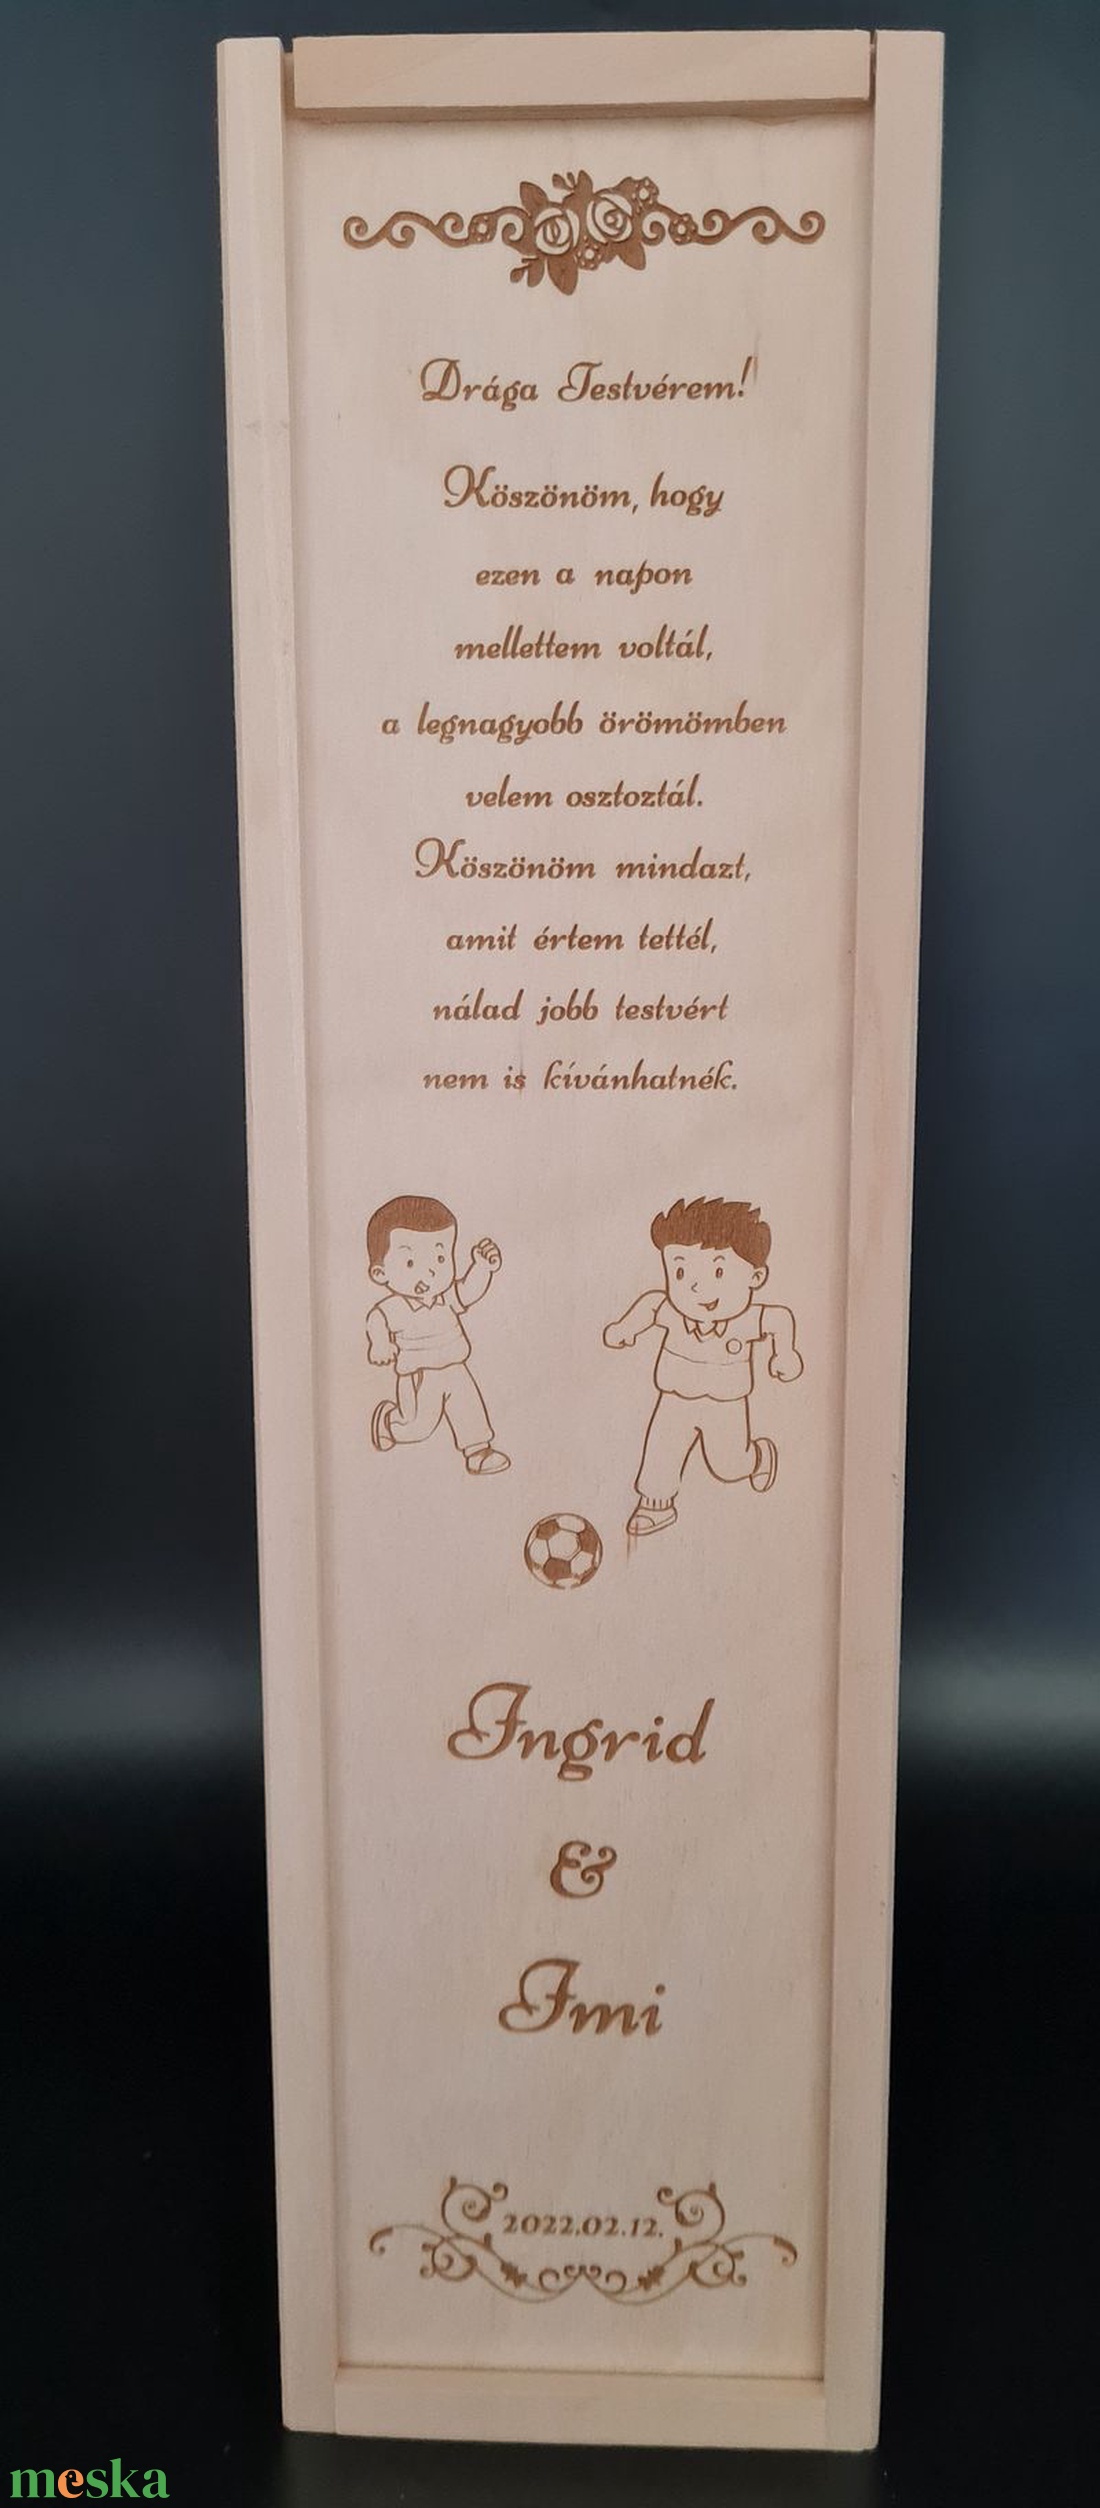 Drága Testvérem!
Köszönöm, hogy
ezen a napon
mellettem voltál,
a legnagyobb örömömben
velem osztoztál.
Köszönöm mindazt,
amit értem tettél,
nálad jobb testvért
nem is kívánhatnék.
Ingrid
&
Imi
2022.02.12.
meska